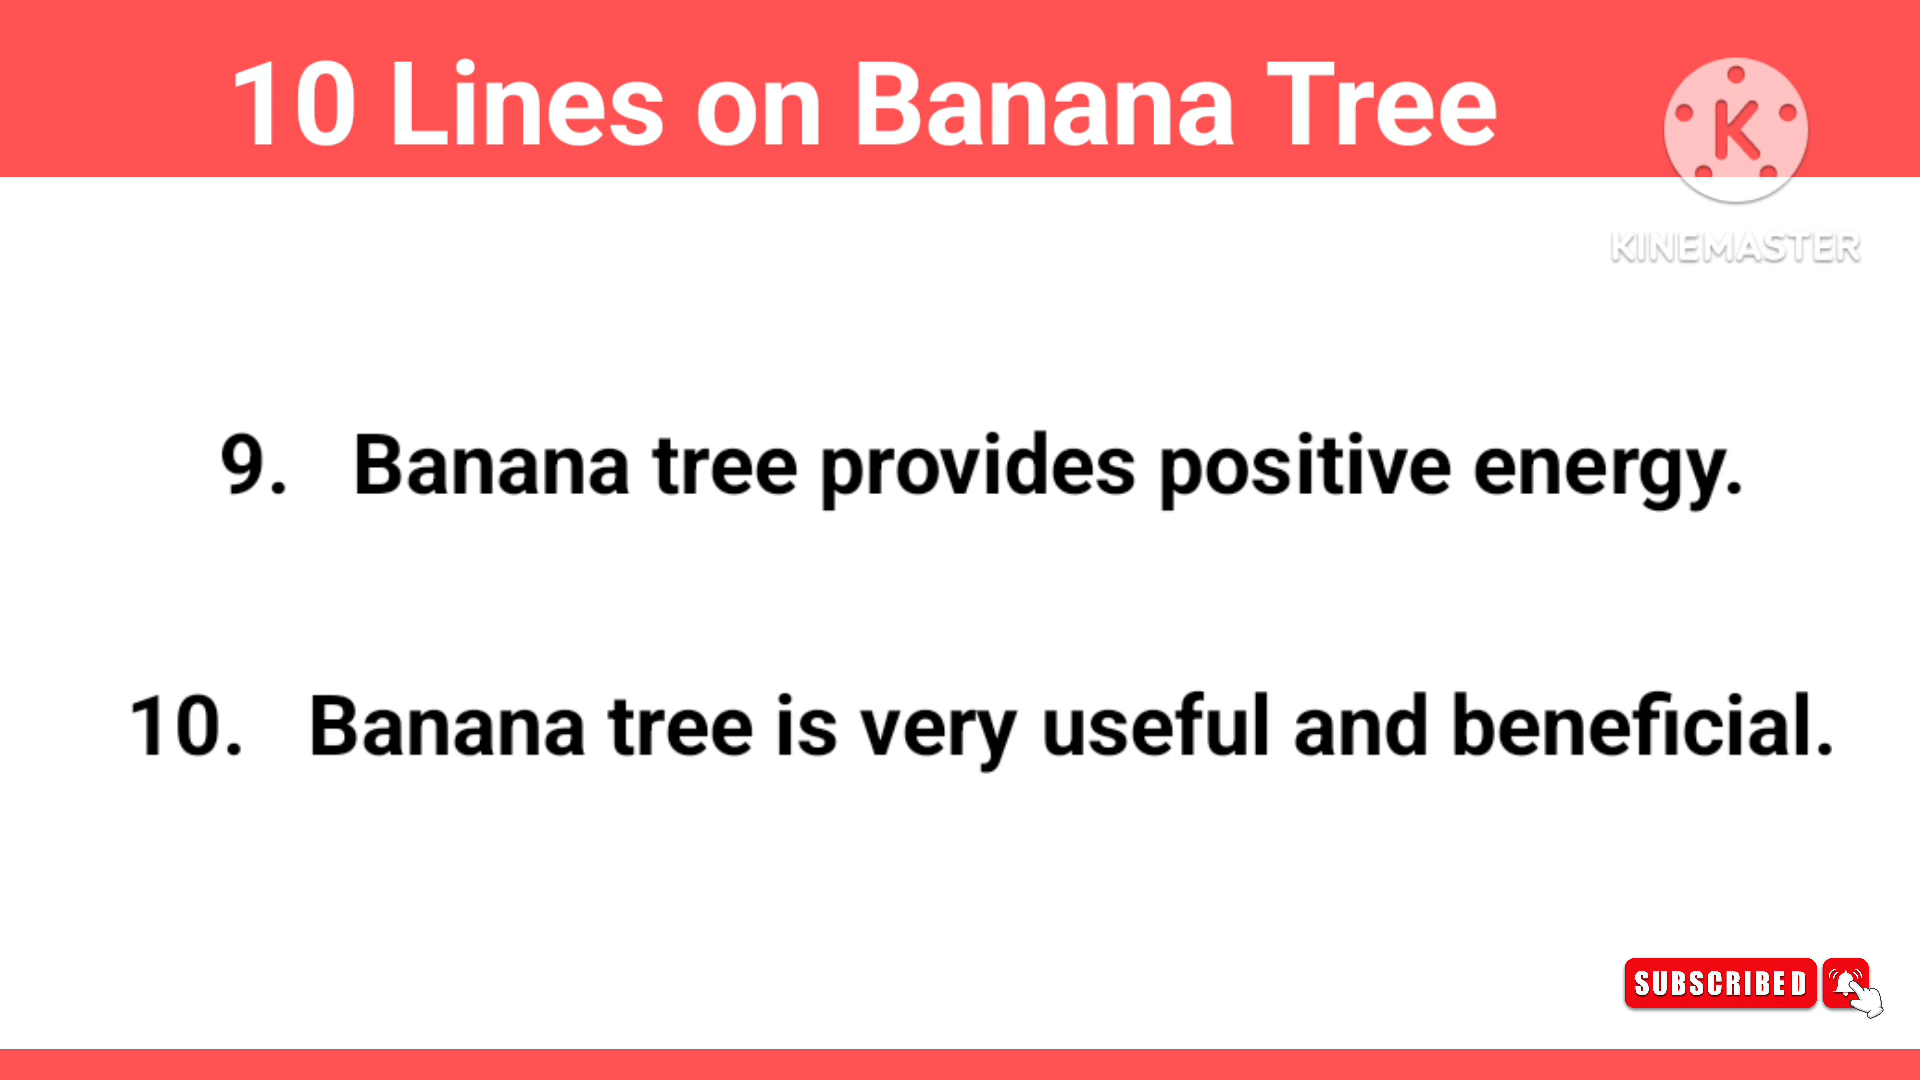 10 Lines on Banana Tree
K
KINEMASTER
9. Banana tree provides positive energy.
10. Banana tree is very useful and beneficial.
SUBSCRIBED